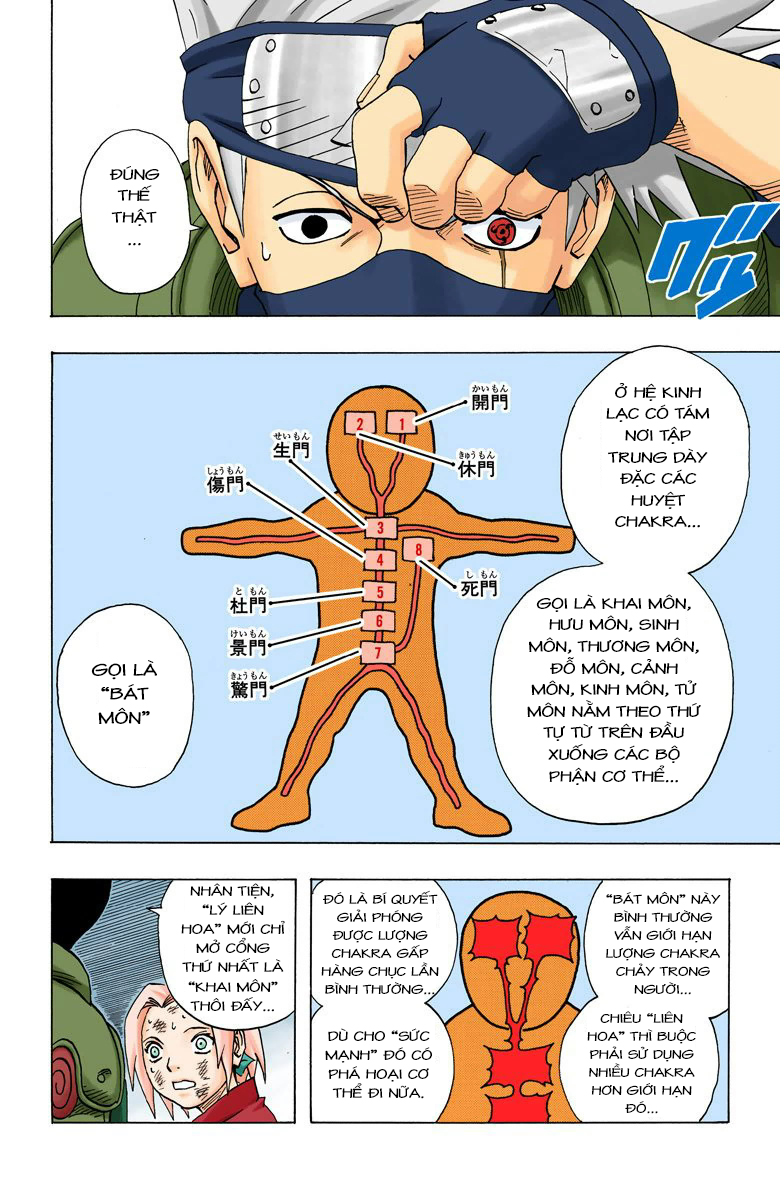 ĐÚNG
THẾ
THẬT
...
グッ
Ở HỆ KINH
LẠC CÓ TÁM
NƠI TẬP
TRUNG DÀY
ĐẶC CÁC
HUYỆT
CHAKRA...
GỌI LÀ KHAI MÔN,
HƯU MÔN, SINH
MÔN, THƯƠNG MÔN,
ĐỖ MÔN, CẢNH
MÔN, KINH MÔN, TỬ
MÔN NẰM THEO THỨ
TỰ TỪ TRÊN ĐẦU
XUỐNG CÁC BỘ
PHẬN CƠ THỂ...
かいもん
開門
きゅうもん
休門
せいもん
生門
しょうもん
傷門
ともん
杜門
けいもん
景門
きょうもん
驚門
しもん
死門
2 1
3
4
8
5
6
7
GỌI LÀ
“BÁT
MÔN”
“BÁT MÔN” NÀY
BÌNH THƯỜNG
VẪN GIỚI HẠN
LƯỢNG CHAKRA
CHẢY TRONG
NGƯỜI...
CHIÊU “LIÊN
HOA” THÌ BUỘC
PHẢI SỬ DỤNG
NHIỀU CHAKRA
HƠN GIỚI HẠN
ĐÓ...
ĐÓ LÀ BÍ QUYẾT
GIẢI PHÓNG
ĐƯỢC LƯỢNG
CHAKRA GẤP
HÀNG CHỤC LẦN
BÌNH THƯỜNG...
DÙ CHO “SỨC
MẠNH” ĐÓ CÓ
PHÁ HOẠI CƠ
THỂ ĐI NỮA.
NHÂN TIỆN,
“LÝ LIÊN
HOA” MỚI CHỈ
MỞ CỔNG
THỨ NHẤT LÀ
“KHAI MÔN”
THÔI ĐẤY...